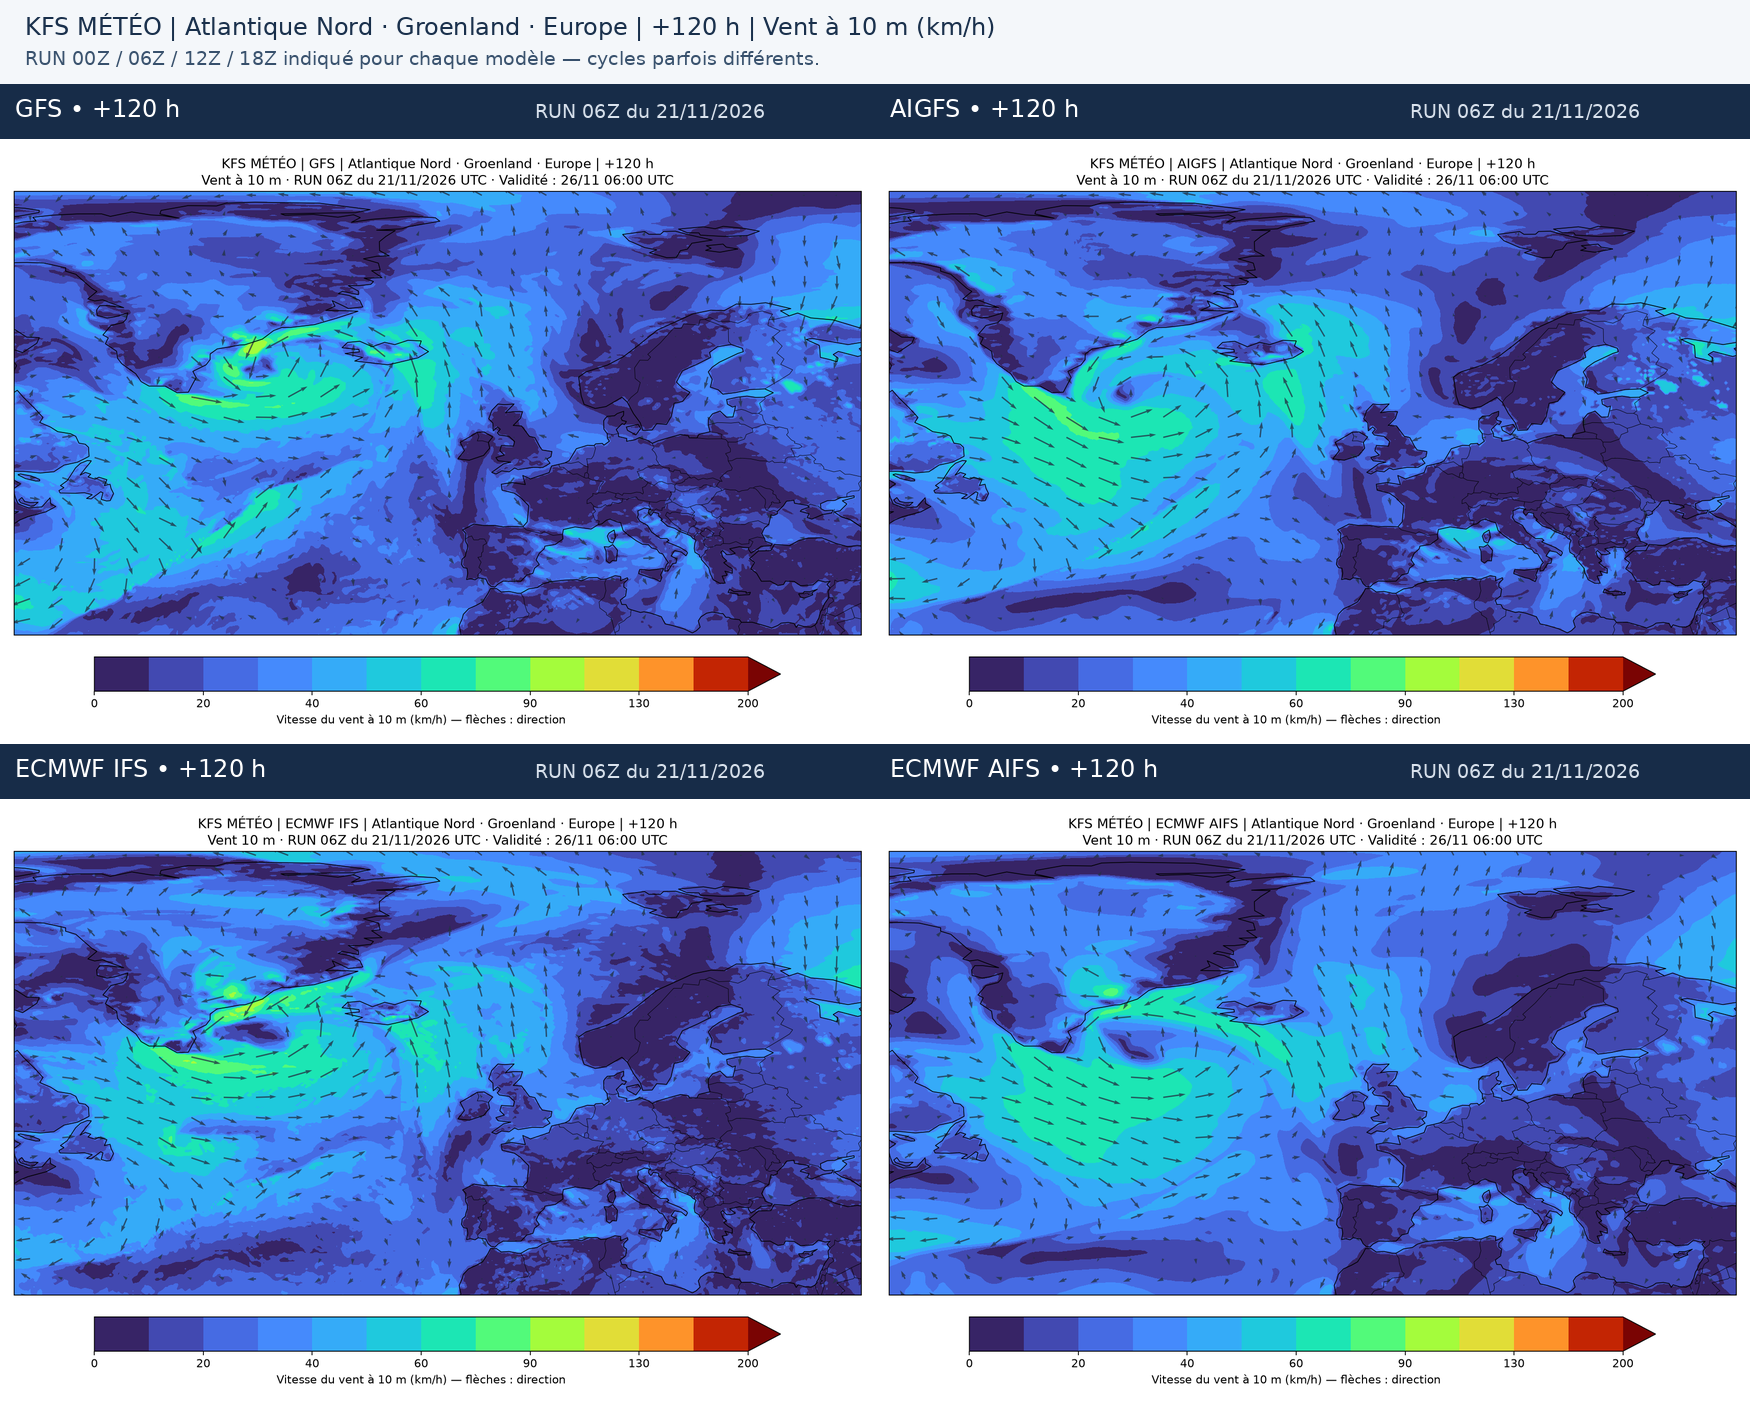 KFS MÉTÉO | Atlantique Nord · Groenland · Europe | +120 h | Vent à 10 m (km/h)
RUN 00Z / 06Z / 12Z / 18Z indiqué pour chaque modèle — cycles parfois différents.
GFS • +120 h
RUN 06Z du 21/11/2026
KFS MÉTÉO | GFS | Atlantique Nord · Groenland · Europe | +120 h
Vent à 10 m · RUN 06Z du 21/11/2026 UTC · Validité : 26/11 06:00 UTC
0 20 40 60 90 130 200
Vitesse du vent à 10 m (km/h) — flèches : direction
AIGFS • +120 h
RUN 06Z du 21/11/2026
KFS MÉTÉO | AIGFS | Atlantique Nord · Groenland · Europe | +120 h
Vent à 10 m · RUN 06Z du 21/11/2026 UTC · Validité : 26/11 06:00 UTC
0 20 40 60 90 130 200
Vitesse du vent à 10 m (km/h) — flèches : direction
ECMWF IFS • +120 h
RUN 06Z du 21/11/2026
KFS MÉTÉO | ECMWF IFS | Atlantique Nord · Groenland · Europe | +120 h
Vent 10 m · RUN 06Z du 21/11/2026 UTC · Validité : 26/11 06:00 UTC
0 20 40 60 90 130 200
Vitesse du vent à 10 m (km/h) — flèches : direction
ECMWF AIFS • +120 h
RUN 06Z du 21/11/2026
KFS MÉTÉO | ECMWF AIFS | Atlantique Nord · Groenland · Europe | +120 h
Vent 10 m · RUN 06Z du 21/11/2026 UTC · Validité : 26/11 06:00 UTC
0 20 40 60 90 130 200
Vitesse du vent à 10 m (km/h) — flèches : direction